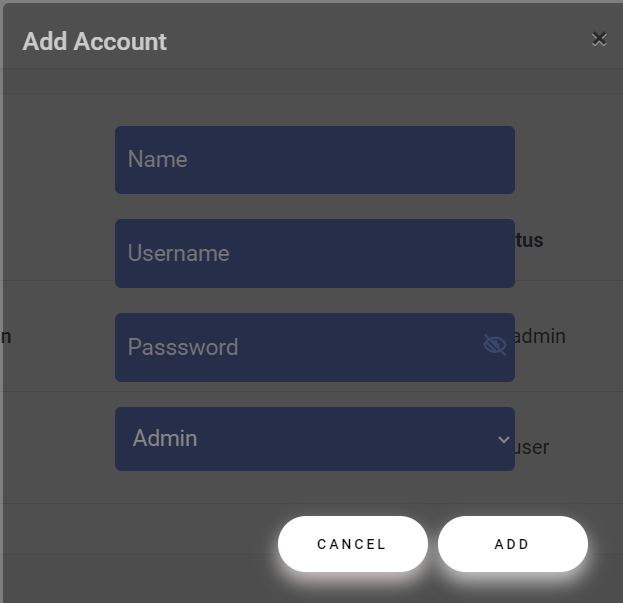 Add Account ×
Name
Username
tus
Passsword
n
admin
Admin
user
CANCEL
ADD